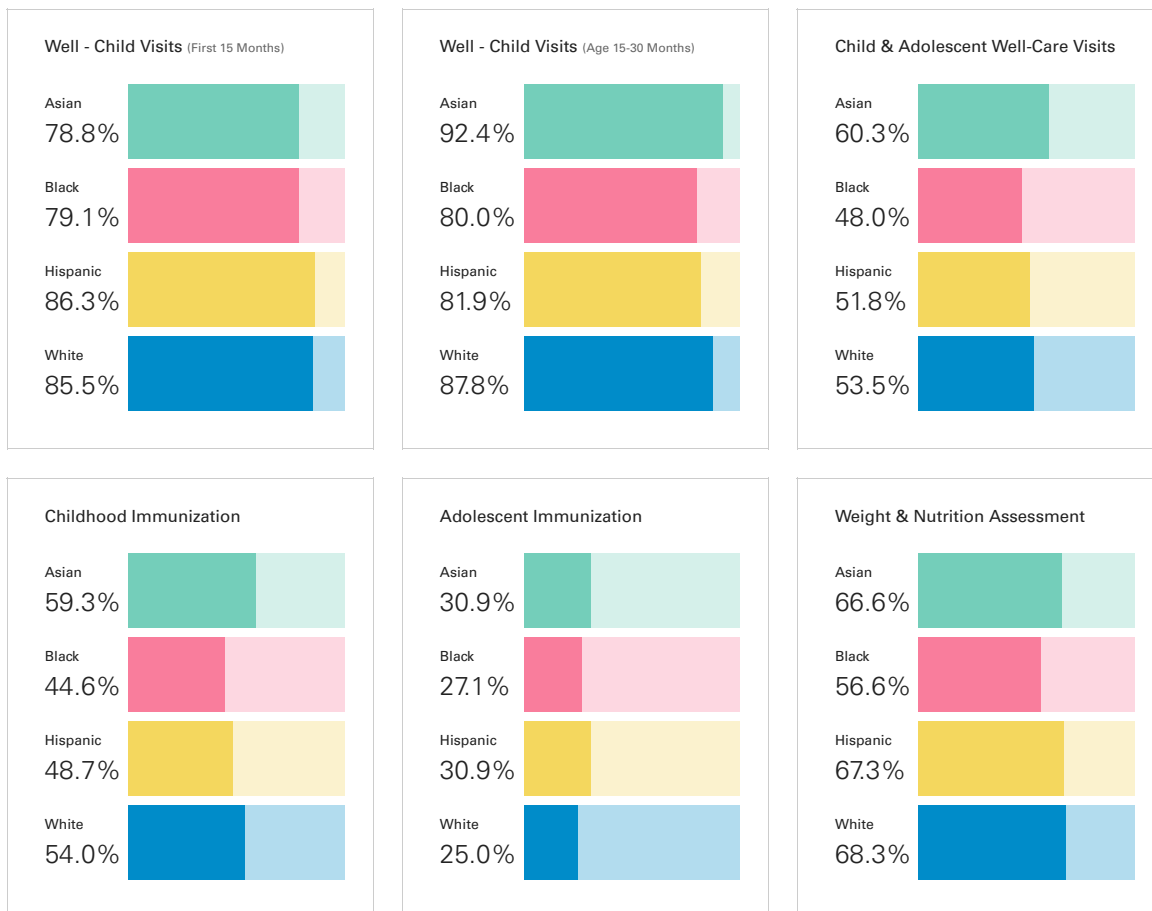 Well - Child Visits (First 15 Months)
Asian
78.8%
Black
79.1%
Hispanic
86.3%
White
85.5%
Well - Child Visits (Age 15-30 Months)
Asian
92.4%
Black
80.0%
Hispanic
81.9%
White
87.8%
Child & Adolescent Well-Care Visits
Asian
60.3%
Black
48.0%
Hispanic
51.8%
White
53.5%
Childhood Immunization
Asian
59.3%
Black
44.6%
Hispanic
48.7%
White
54.0%
Adolescent Immunization
Asian
30.9%
Black
27.1%
Hispanic
30.9%
White
25.0%
Weight & Nutrition Assessment
Asian
66.6%
Black
56.6%
Hispanic
67.3%
White
68.3%